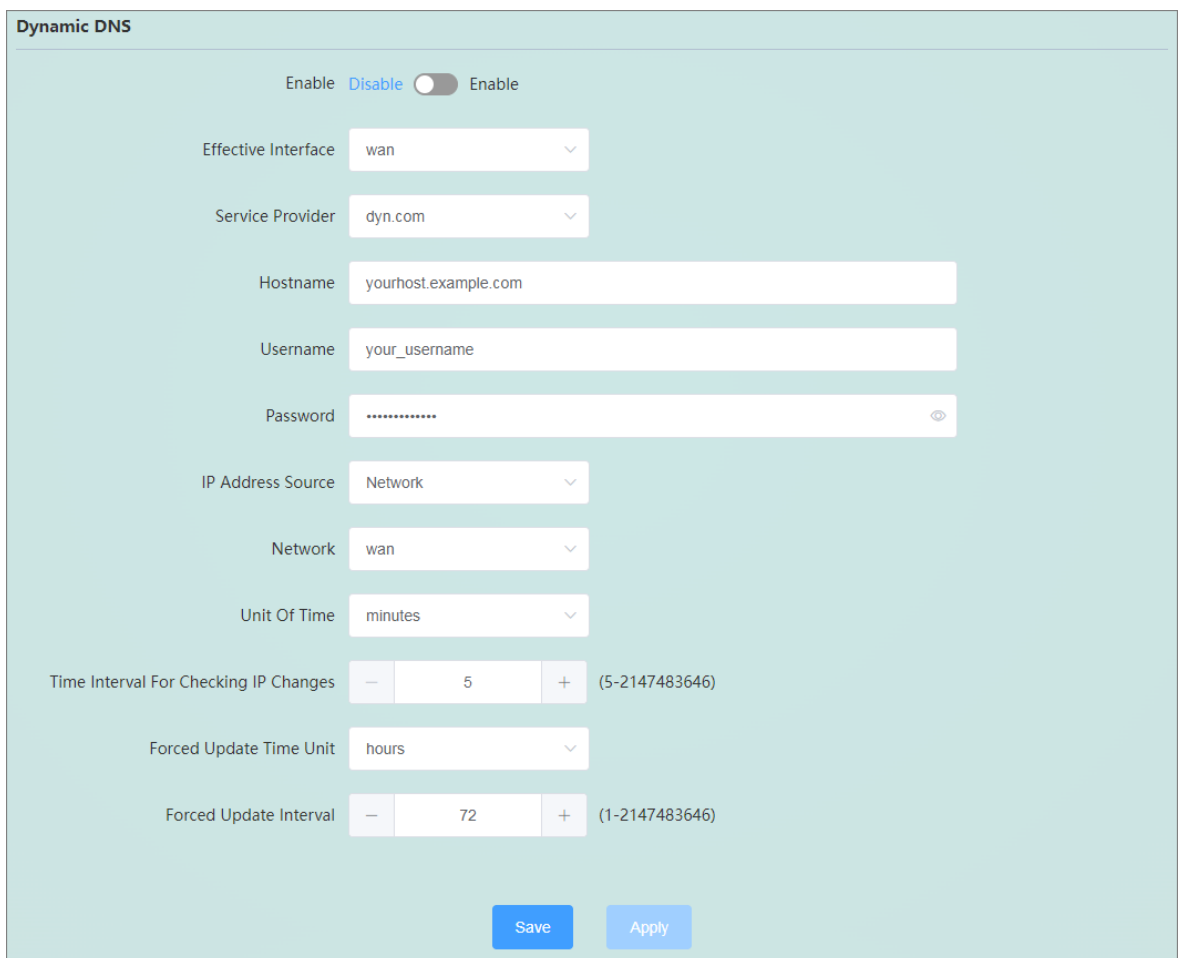 Dynamic DNS
Enable Disable Enable
Effective Interface wan
Service Provider dyn.com
Hostname yourhost.example.com
Username your_username
Password •••••••••••••
IP Address Source Network
Network wan
Unit Of Time minutes
Time Interval For Checking IP Changes — 5 + (5-2147483646)
Forced Update Time Unit hours
Forced Update Interval — 72 + (1-2147483646)
Save Apply